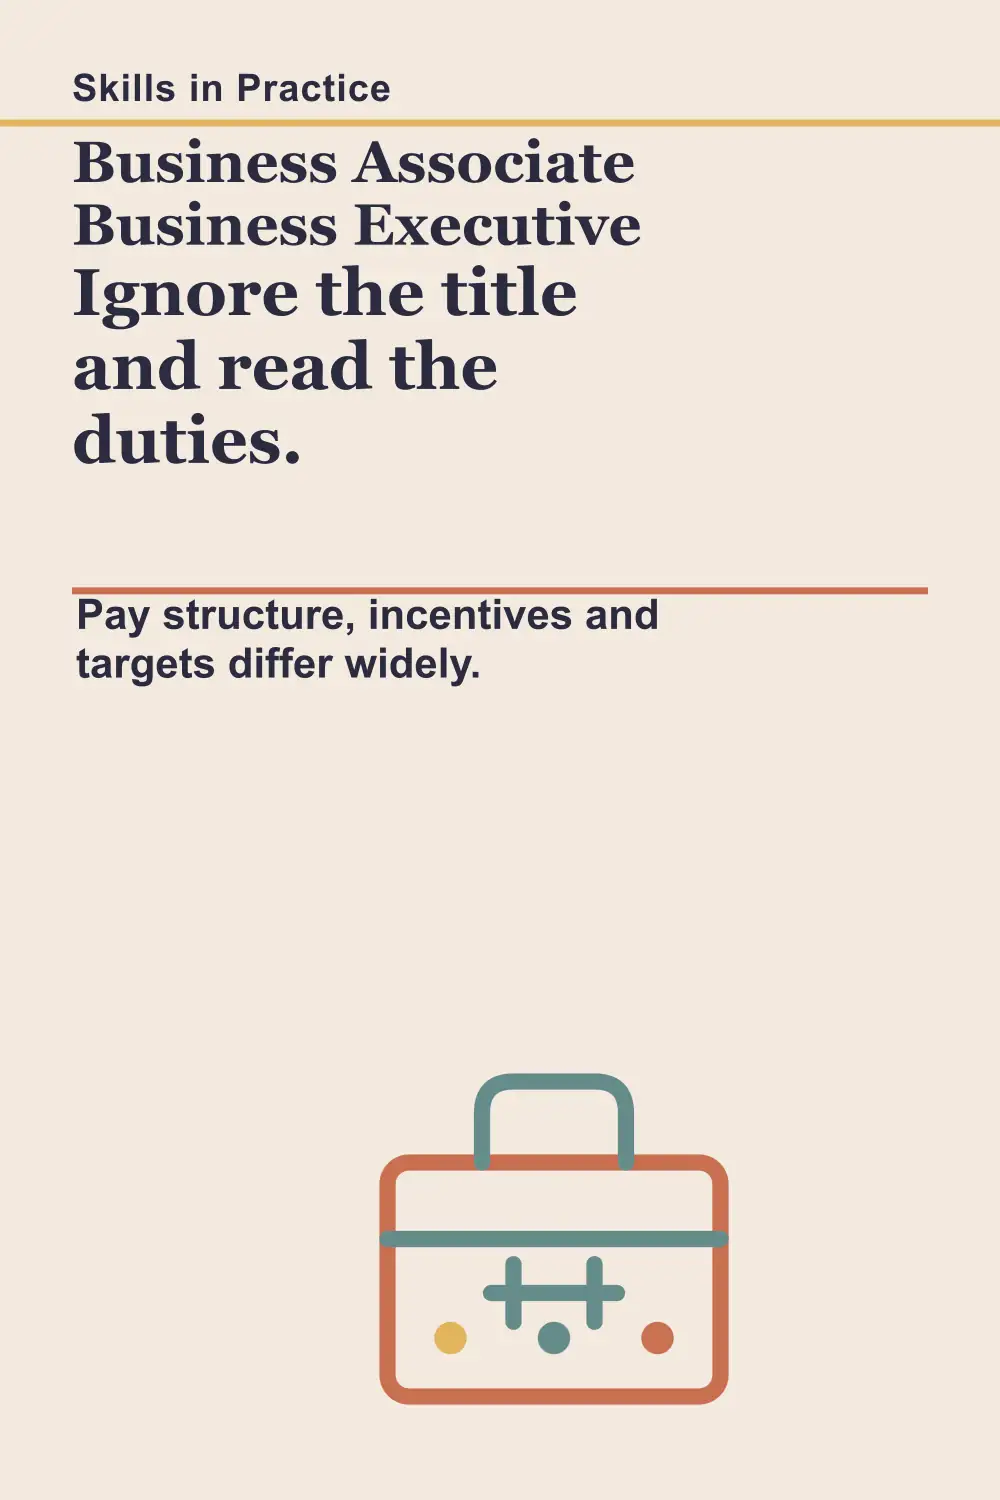 Skills in Practice
Business Associate
Business Executive
Ignore the title
and read the
duties.
Pay structure, incentives and
targets differ widely.